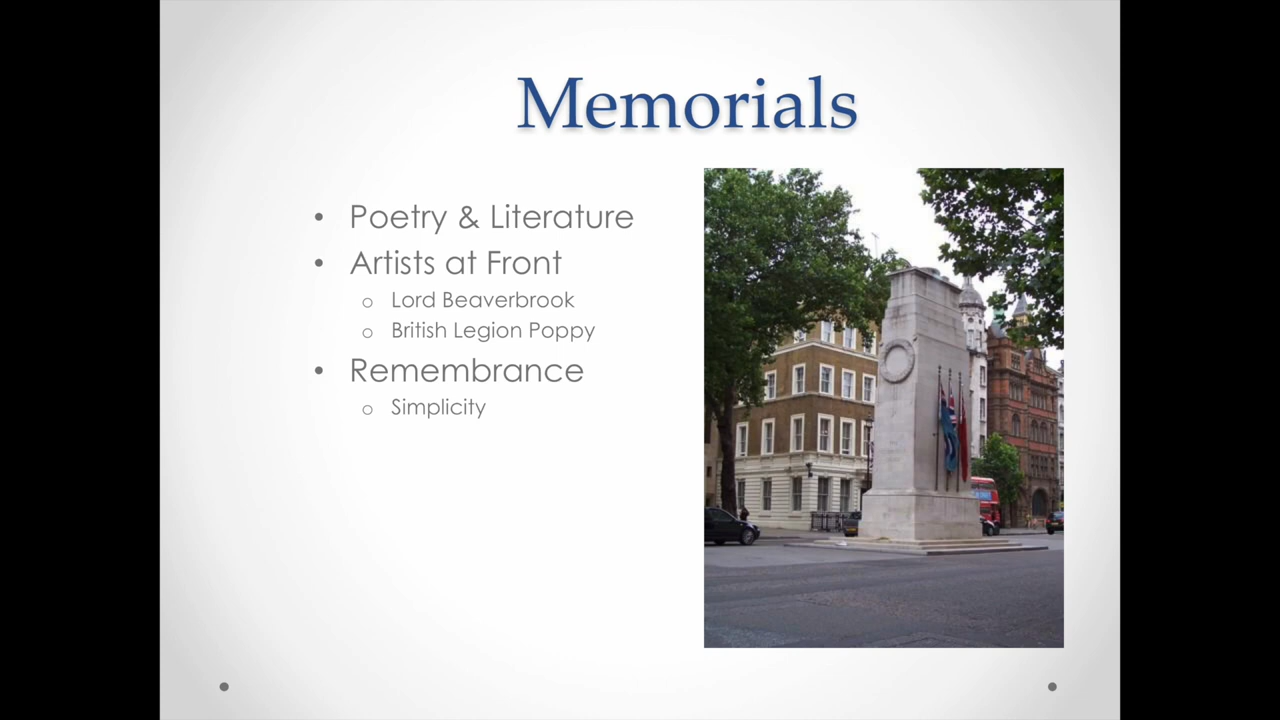 Memorials
• Poetry & Literature
• Artists at Front
o Lord Beaverbrook
o British Legion Poppy
• Remembrance
o Simplicity